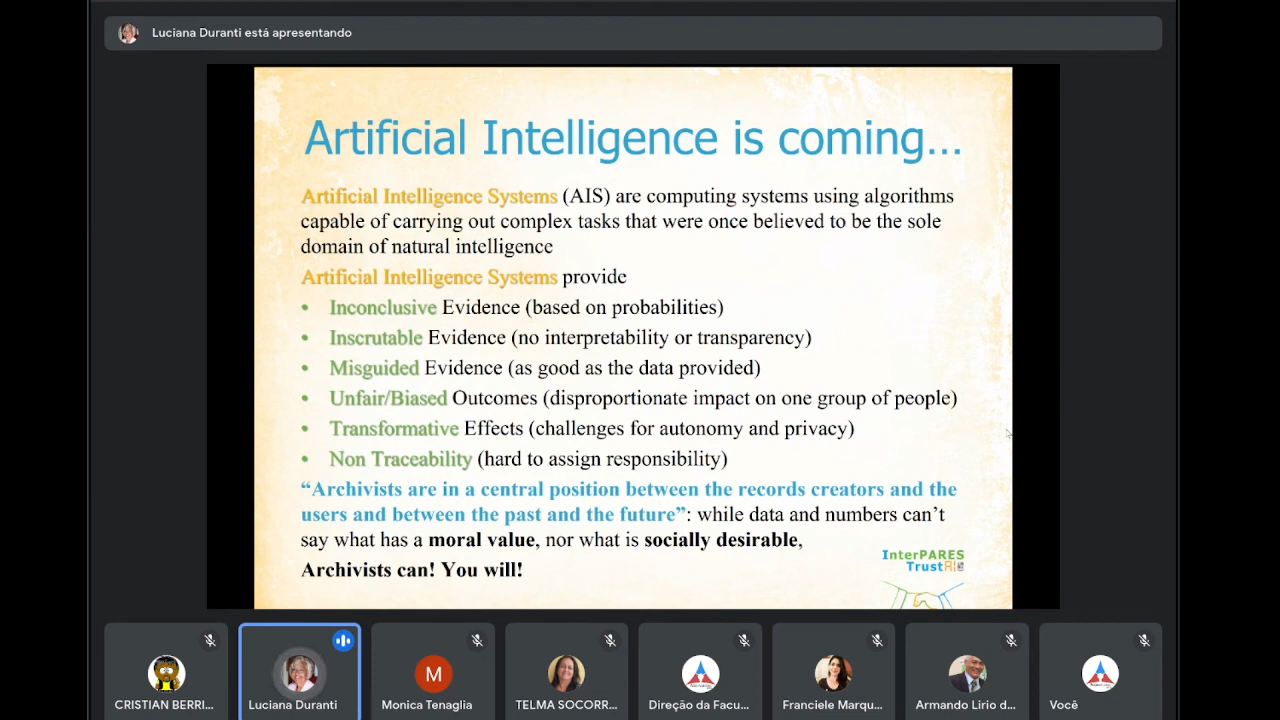 Luciana Duranti está apresentando
Artificial Intelligence is coming...
Artificial Intelligence Systems (AIS) are computing systems using algorithms
capable of carrying out complex tasks that were once believed to be the sole
domain of natural intelligence
Artificial Intelligence Systems provide
• Inconclusive Evidence (based on probabilities)
• Inscrutable Evidence (no interpretability or transparency)
• Misguided Evidence (as good as the data provided)
• Unfair/Biased Outcomes (disproportionate impact on one group of people)
• Transformative Effects (challenges for autonomy and privacy)
• Non Traceability (hard to assign responsibility)
“Archivists are in a central position between the records creators and the
users and between the past and the future”: while data and numbers can’t
say what has a moral value, nor what is socially desirable,
Archivists can! You will!
InterPARES
Trust
M
CRISTIAN BERRI...
Luciana Duranti
Monica Tenaglia
TELMA SOCORR...
Direção da Facu...
Franciele Marqu...
Armando Lirio d...
Você